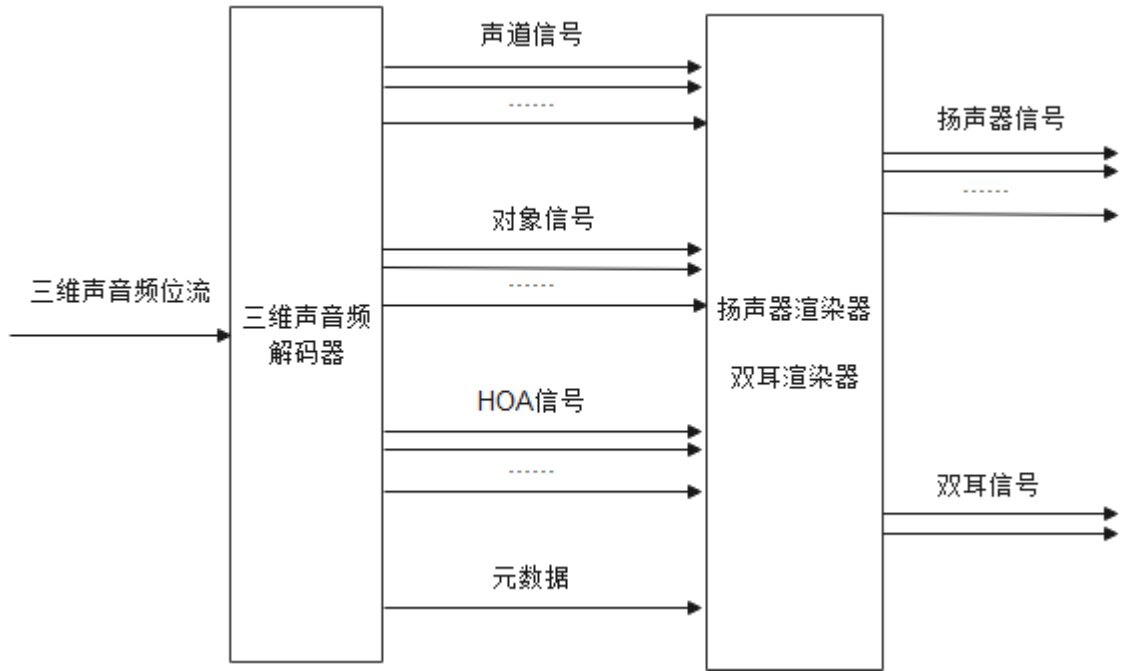 三维声音频位流
三维声音频
解码器
声道信号
......
对象信号
......
HOA信号
......
元数据
扬声器渲染器
双耳渲染器
扬声器信号
......
双耳信号